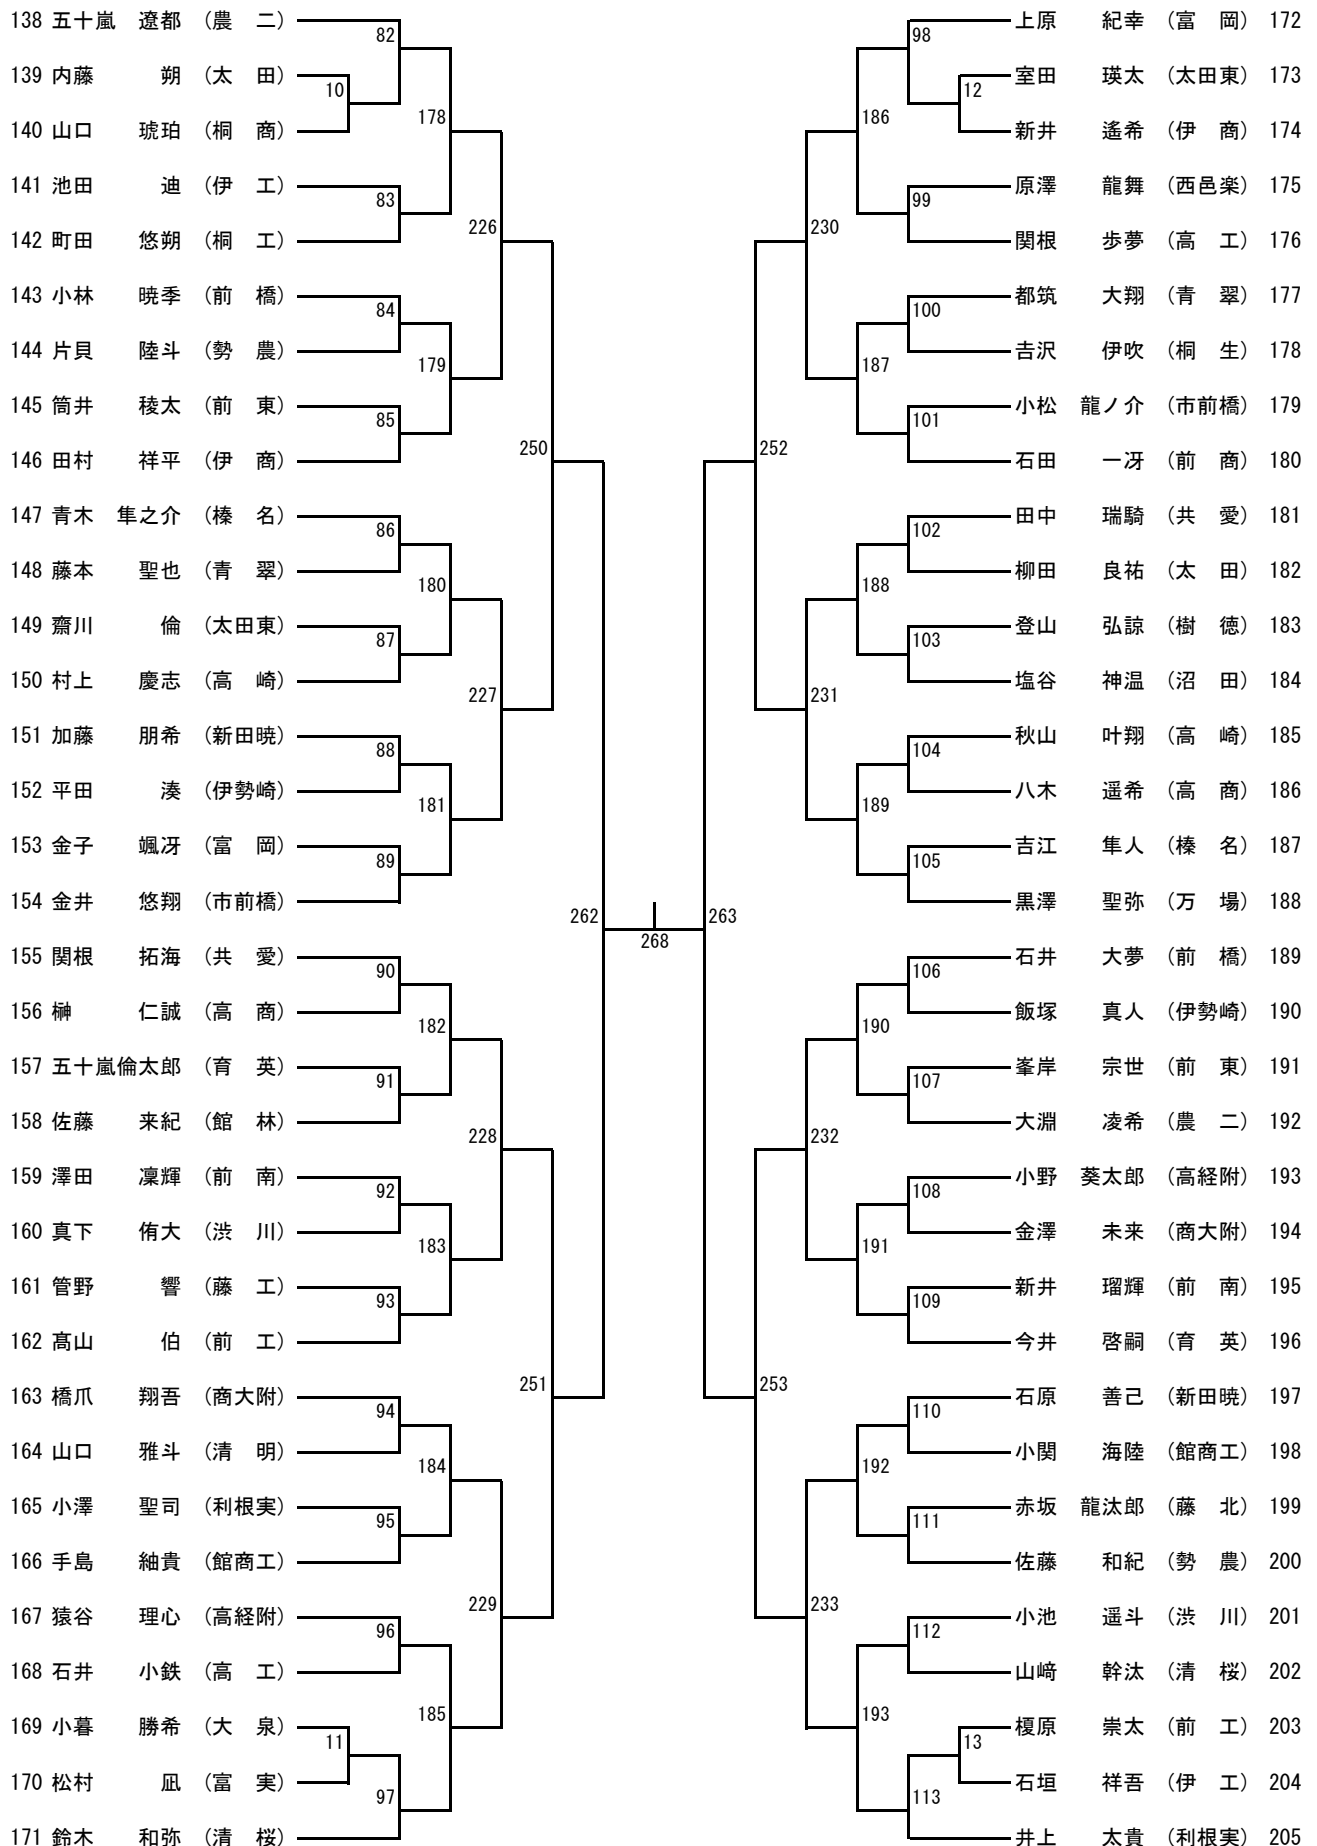 138 五十嵐 遼都 （農 二）
82
139 内藤 朔 （太 田）
10
140 山口 琥珀 （桐 商）
178
141 池田 迪 （伊 工）
83
142 町田 悠朔 （桐 工）
226
143 小林 暁季 （前 橋）
84
144 片貝 陸斗 （勢 農）
179
145 筒井 稜太 （前 東）
85
146 田村 祥平 （伊 商）
250
147 青木 隼之介 （榛 名）
86
148 藤本 聖也 （青 翠）
180
149 齋川 倫 （太田東）
87
150 村上 慶志 （高 崎）
227
151 加藤 朋希 （新田暁）
88
152 平田 湊 （伊勢崎）
181
153 金子 颯冴 （富 岡）
89
154 金井 悠翔 （市前橋）
262
155 関根 拓海 （共 愛）
90
156 榊 仁誠 （高 商）
182
157 五十嵐倫太郎 （育 英）
91
158 佐藤 来紀 （館 林）
228
159 澤田 凜輝 （前 南）
92
160 真下 侑大 （渋 川）
183
161 管野 響 （藤 工）
93
162 髙山 伯 （前 工）
251
163 橋爪 翔吾 （商大附）
94
164 山口 雅斗 （清 明）
184
165 小澤 聖司 （利根実）
95
166 手島 紬貴 （館商工）
229
167 猿谷 理心 （高経附）
96
168 石井 小鉄 （高 工）
185
169 小暮 勝希 （大 泉）
11
170 松村 凪 （富 実）
97
171 鈴木 和弥 （清 桜）
268
上原 紀幸 （富 岡） 172
98
室田 瑛太 （太田東） 173
12
新井 遙希 （伊 商） 174
186
原澤 龍舞 （西邑楽） 175
99
関根 歩夢 （高 工） 176
230
都筑 大翔 （青 翠） 177
100
𠮷沢 伊吹 （桐 生） 178
187
小松 龍ノ介 （市前橋） 179
101
石田 一冴 （前 商） 180
252
田中 瑞騎 （共 愛） 181
102
柳田 良祐 （太 田） 182
188
登山 弘諒 （樹 徳） 183
103
塩谷 神温 （沼 田） 184
231
秋山 叶翔 （高 崎） 185
104
八木 遥希 （高 商） 186
189
吉江 隼人 （榛 名） 187
105
黒澤 聖弥 （万 場） 188
263
石井 大夢 （前 橋） 189
106
飯塚 真人 （伊勢崎） 190
190
峯岸 宗世 （前 東） 191
107
大淵 凌希 （農 二） 192
232
小野 葵太郎 （高経附） 193
108
金澤 未来 （商大附） 194
191
新井 瑠輝 （前 南） 195
109
今井 啓嗣 （育 英） 196
253
石原 善己 （新田暁） 197
110
小関 海陸 （館商工） 198
192
赤坂 龍汰郎 （藤 北） 199
111
佐藤 和紀 （勢 農） 200
233
小池 遥斗 （渋 川） 201
112
山﨑 幹汰 （清 桜） 202
193
榎原 崇太 （前 工） 203
13
石垣 祥吾 （伊 工） 204
113
井上 太貴 （利根実） 205